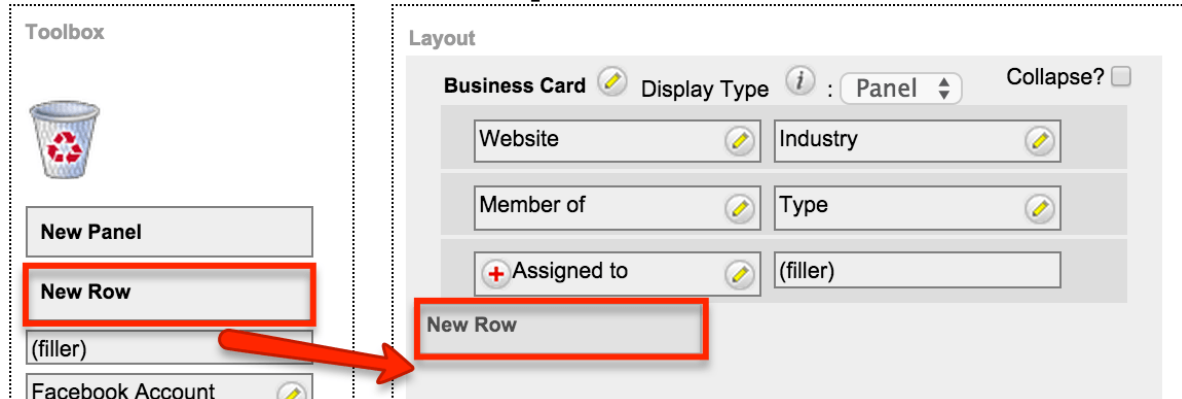 Toolbox
New Panel
New Row
(filler)
Facebook Account
Layout
Business Card Display Type i : Panel Collapse?
Website Industry
Member of Type
Assigned to (filler)
New Row